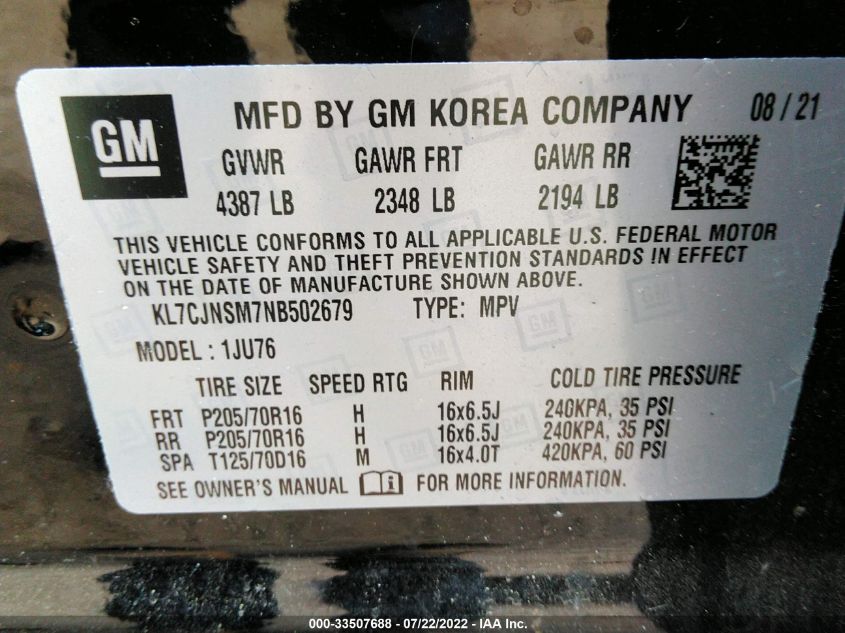 GM
MFD BY GM KOREA COMPANY 08/21
GVWR GAWR FRT GAWR RR
4387 LB 2348 LB 2194 LB
THIS VEHICLE CONFORMS TO ALL APPLICABLE U.S. FEDERAL MOTOR
VEHICLE SAFETY AND THEFT PREVENTION STANDARDS IN EFFECT
ON THE DATE OF MANUFACTURE SHOWN ABOVE.
KL7CJNSM7NB502679 TYPE: MPV
MODEL : 1JU76
TIRE SIZE SPEED RTG RIM COLD TIRE PRESSURE
FRT P205/70R16 H 16x6.5J 240KPA, 35 PSI
RR P205/70R16 H 16x6.5J 240KPA, 35 PSI
SPA T125/70D16 M 16x4.0T 420KPA, 60 PSI
SEE OWNER'S MANUAL FOR MORE INFORMATION.
000-33507688 - 07/22/2022 - IAA Inc.